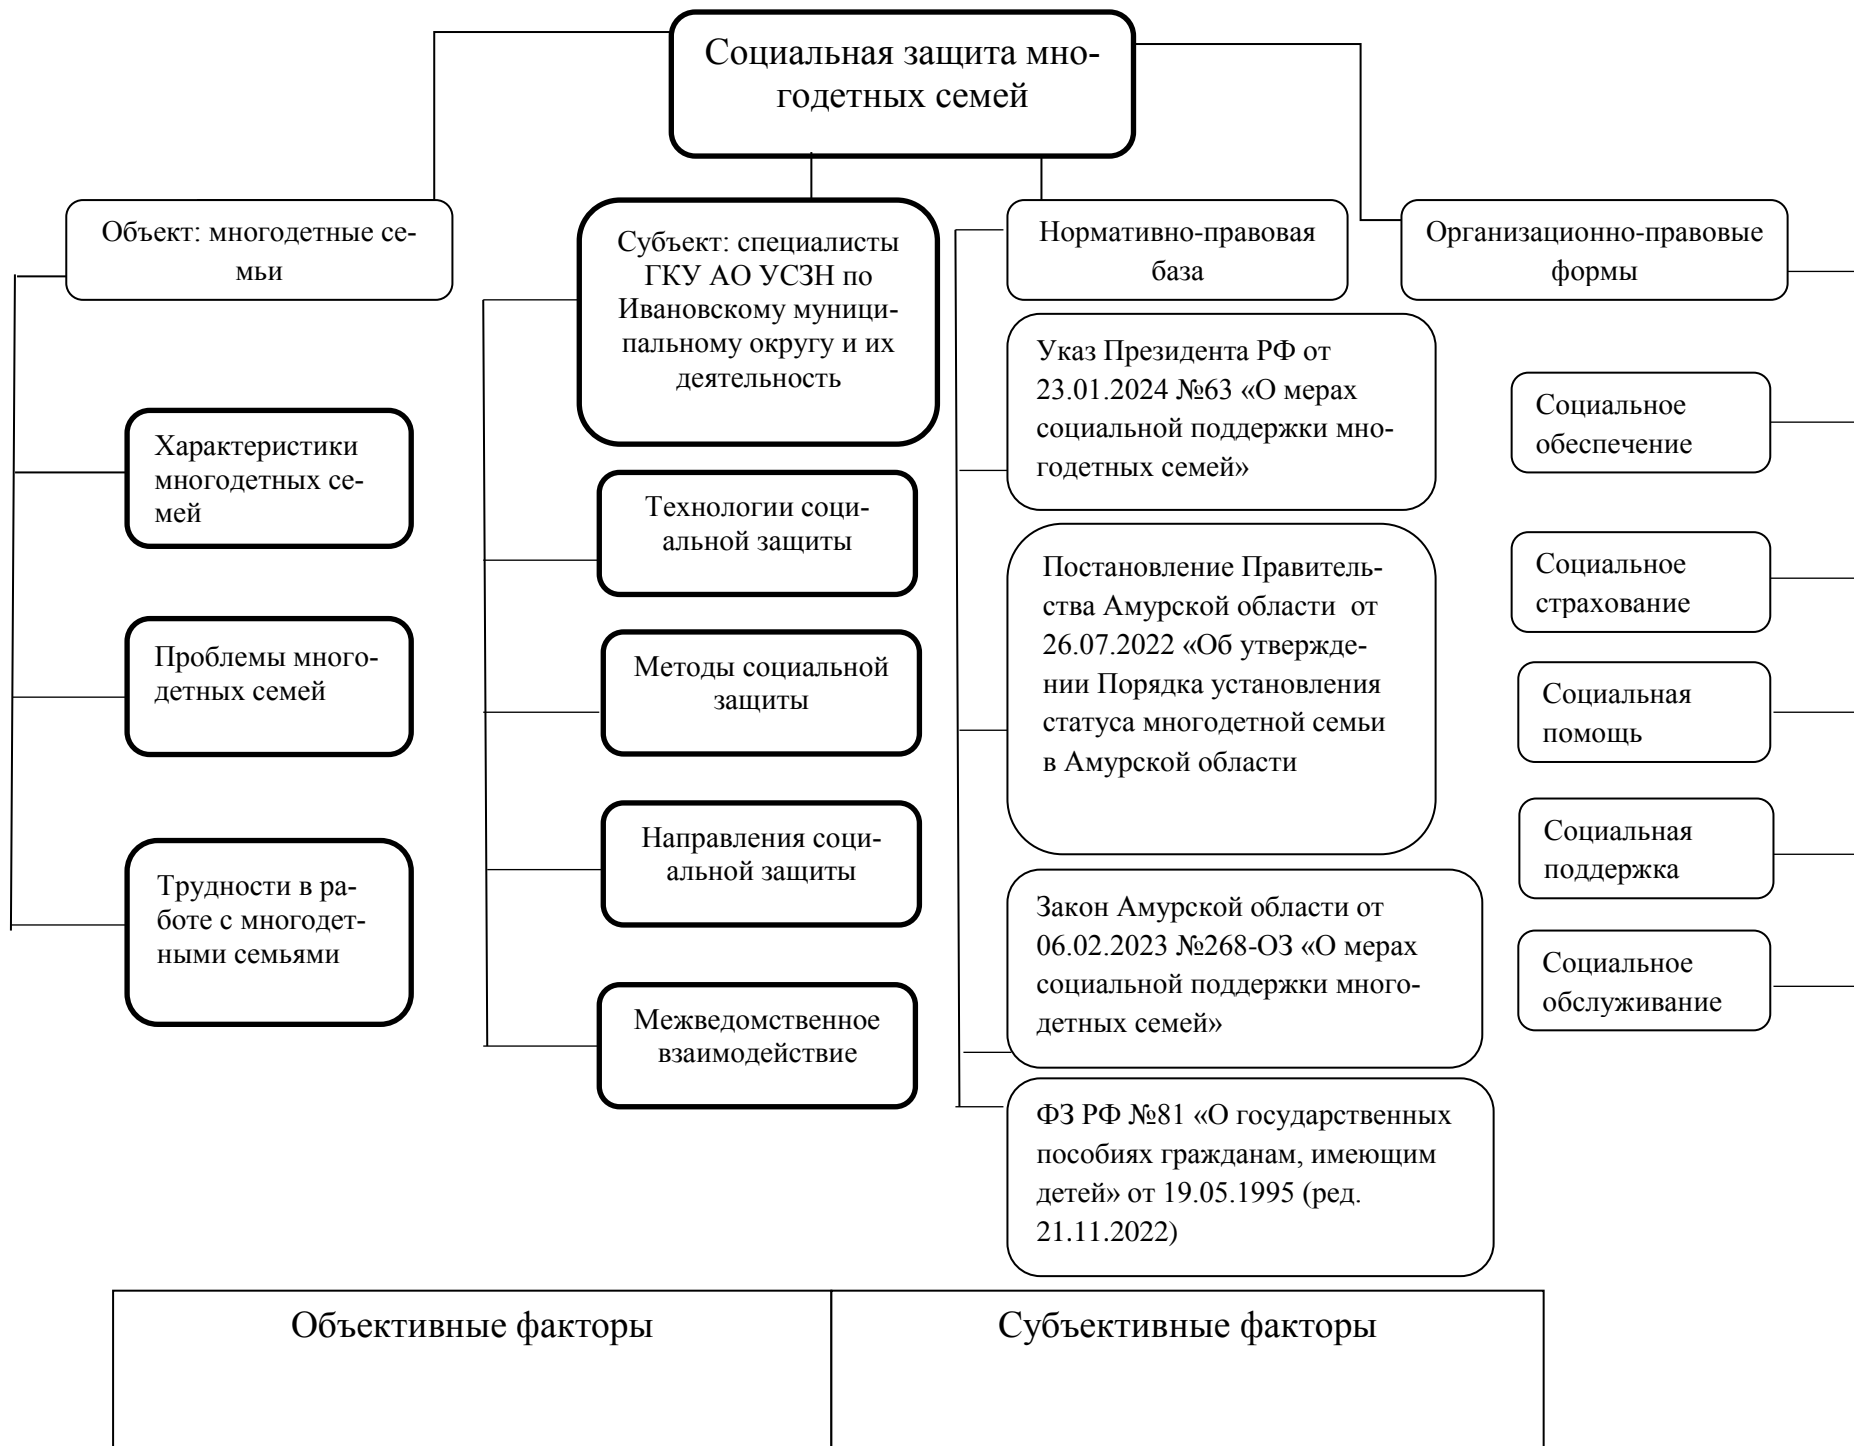 Социальная защита мно-
годетных семей
Объект: многодетные се-
мьи
Характеристики
многодетных се-
мей
Проблемы много-
детных семей
Трудности в ра-
боте с многодет-
ными семьями
Субъект: специалисты
ГКУ АО УСЗН по
Ивановскому муници-
пальному округу и их
деятельность
Технологии соци-
альной защиты
Методы социальной
защиты
Направления соци-
альной защиты
Межведомственное
взаимодействие
Нормативно-правовая
база
Указ Президента РФ от
23.01.2024 №63 «О мерах
социальной поддержки мно-
годетных семей»
Постановление Правитель-
ства Амурской области от
26.07.2022 «Об утвержде-
нии Порядка установления
статуса многодетной семьи
в Амурской области
Закон Амурской области от
06.02.2023 №268-ОЗ «О мерах
социальной поддержки много-
детных семей»
ФЗ РФ №81 «О государственных
пособиях гражданам, имеющим
детей» от 19.05.1995 (ред.
21.11.2022)
Организационно-правовые
формы
Социальное
обеспечение
Социальное
страхование
Социальная
помощь
Социальная
поддержка
Социальное
обслуживание
Объективные факторы
Субъективные факторы